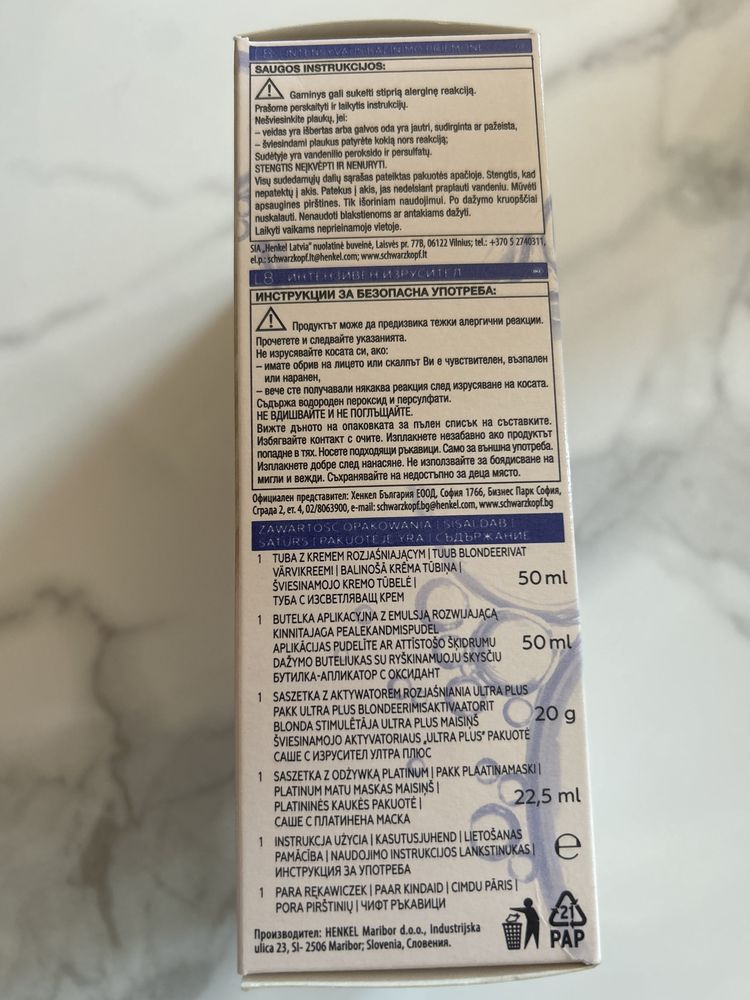 L8 INTENSYVAUS ŠVIESINIMO PRIEMONĖ LT
SAUGOS INSTRUKCIJOS:
Gaminys gali sukelti stiprią alerginę reakciją.
Prašome perskaityti ir laikytis instrukcijų.
Nešviesinkite plaukų, jei:
– veidas yra išbertas arba galvos oda yra jautri, sudirginta ar pažeista,
– šviesindami plaukus patyrėte kokią nors reakciją;
Sudėtyje yra vandenilio peroksido ir persulfatų.
STENGTIS NEĮKVĖPTI IR NENURYTI.
Visų sudedamųjų dalių sąrašas pateiktas pakuotės apačioje. Stengtis, kad
nepatektų į akis. Patekus į akis, jas nedelsiant praplauti vandeniu. Mūvėti
apsaugines pirštines. Tik išoriniam naudojimui. Po dažymo kruopščiai
nuskalauti. Nenaudoti blakstienoms ar antakiams dažyti.
Laikyti vaikams neprieinamoje vietoje.
SIA „Henkel Latvia“ nuolatinė buveinė, Laisvės pr. 77B, 06122 Vilnius; tel.: +370 5 2740311,
el.p.: schwarzkopf.lt@henkel.com; www.schwarzkopf.lt
L8 ИНТЕНЗИВЕН ИЗРУСИТЕЛ BG
ИНСТРУКЦИИ ЗА БЕЗОПАСНА УПОТРЕБА:
Продуктът може да предизвика тежки алергични реакции.
Прочетете и следвайте указанията.
Не изрусявайте косата си, ако:
– имате обрив на лицето или скалпът Ви е чувствителен, възпален
или наранен,
– вече сте получавали някаква реакция след изрусяване на косата.
Съдържа водороден пероксид и персулфати.
НЕ ВДИШВАЙТЕ И НЕ ПОГЛЪЩАЙТЕ.
Вижте дъното на опаковката за пълен списък на съставките.
Избягвайте контакт с очите. Изплакнете незабавно ако продуктът
попадне в тях. Носете подходящи ръкавици. Само за външна употреба.
Изплакнете добре след нанасяне. Не използвайте за боядисване на
мигли и вежди. Съхранявайте на недостъпно за деца място.
Официален представител: Хенкел България ЕООД, София 1766, Бизнес Парк София,
Сграда 2, ет. 4, 02/8063900, e-mail: schwarzkopf.bg@henkel.com, www.schwarzkopf.bg
ZAWARTOŚĆ OPAKOWANIA | SISALDAB |
SATURS | PAKUOTĖJE YRA | СЪДЪРЖАНИЕ
1 TUBA Z KREMEM ROZJAŚNIAJĄCYM | TUUB BLONDEERIVAT
VÄRVIKREEMI | BALINOŠĀ KRĒMA TŪBIŅA |
ŠVIESINAMOJO KREMO TŪBELĖ |
ТУБА С ИЗСВЕТЛЯВАЩ КРЕМ
50 ml
1 BUTELKA APLIKACYJNA Z EMULSJĄ ROZWIJAJĄCĄ
KINNITAJAGA PEALEKANDMISPUDEL
APLIKĀCIJAS PUDELĪTE AR ATTĪSTOŠO ŠĶIDRUMU
DAŽYMO BUTELIUKAS SU RYŠKINAMUOJU SKYSČIU
БУТИЛКА-АПЛИКАТОР С ОКСИДАНТ
50 ml
1 SASZETKA Z AKTYWATOREM ROZJAŚNIANIA ULTRA PLUS
PAKK ULTRA PLUS BLONDEERIMISAKTIVAATORIT
BLONDA STIMULĒTĀJA ULTRA PLUS MAISIŅŠ
ŠVIESINAMOJO AKTYVATORIAUS „ULTRA PLUS“ PAKUOTĖ
САШЕ С ИЗРУСИТЕЛ УЛТРА ПЛЮС
20 g
1 SASZETKA Z ODŻYWKĄ PLATINUM | PAKK PLAATINAMASKI |
PLATINUM MATU MASKAS MAISIŅŠ |
PLATININĖS KAUKĖS PAKUOTĖ |
САШЕ С ПЛАТИНЕНА МАСКА
22,5 ml
1 INSTRUKCJA UŻYCIA | KASUTUSJUHEND | LIETOŠANAS
PAMĀCĪBA | NAUDOJIMO INSTRUKCIJOS LANKSTINUKAS |
ИНСТРУКЦИЯ ЗА УПОТРЕБА
℮
1 PARA RĘKAWICZEK | PAAR KINDAID | CIMDU PĀRIS |
PORA PIRŠTINIŲ | ЧИФТ РЪКАВИЦИ
Производител: HENKEL Maribor d.o.o., Industrijska
ulica 23, SI- 2506 Maribor; Slovenia, Словения.
21
PAP